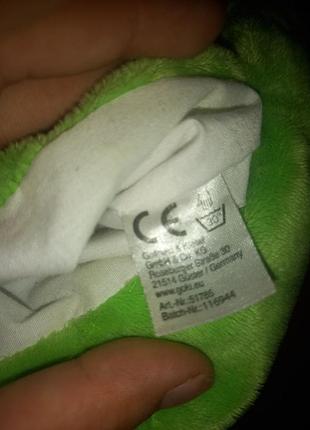 CE
30°
Gollnest & Kiesel
GmbH & Co. KG
Roseburger Straße 30
21514 Güster / Germany
www.goki.eu
Art.-Nr.:51785
Batch-Nr.:116944